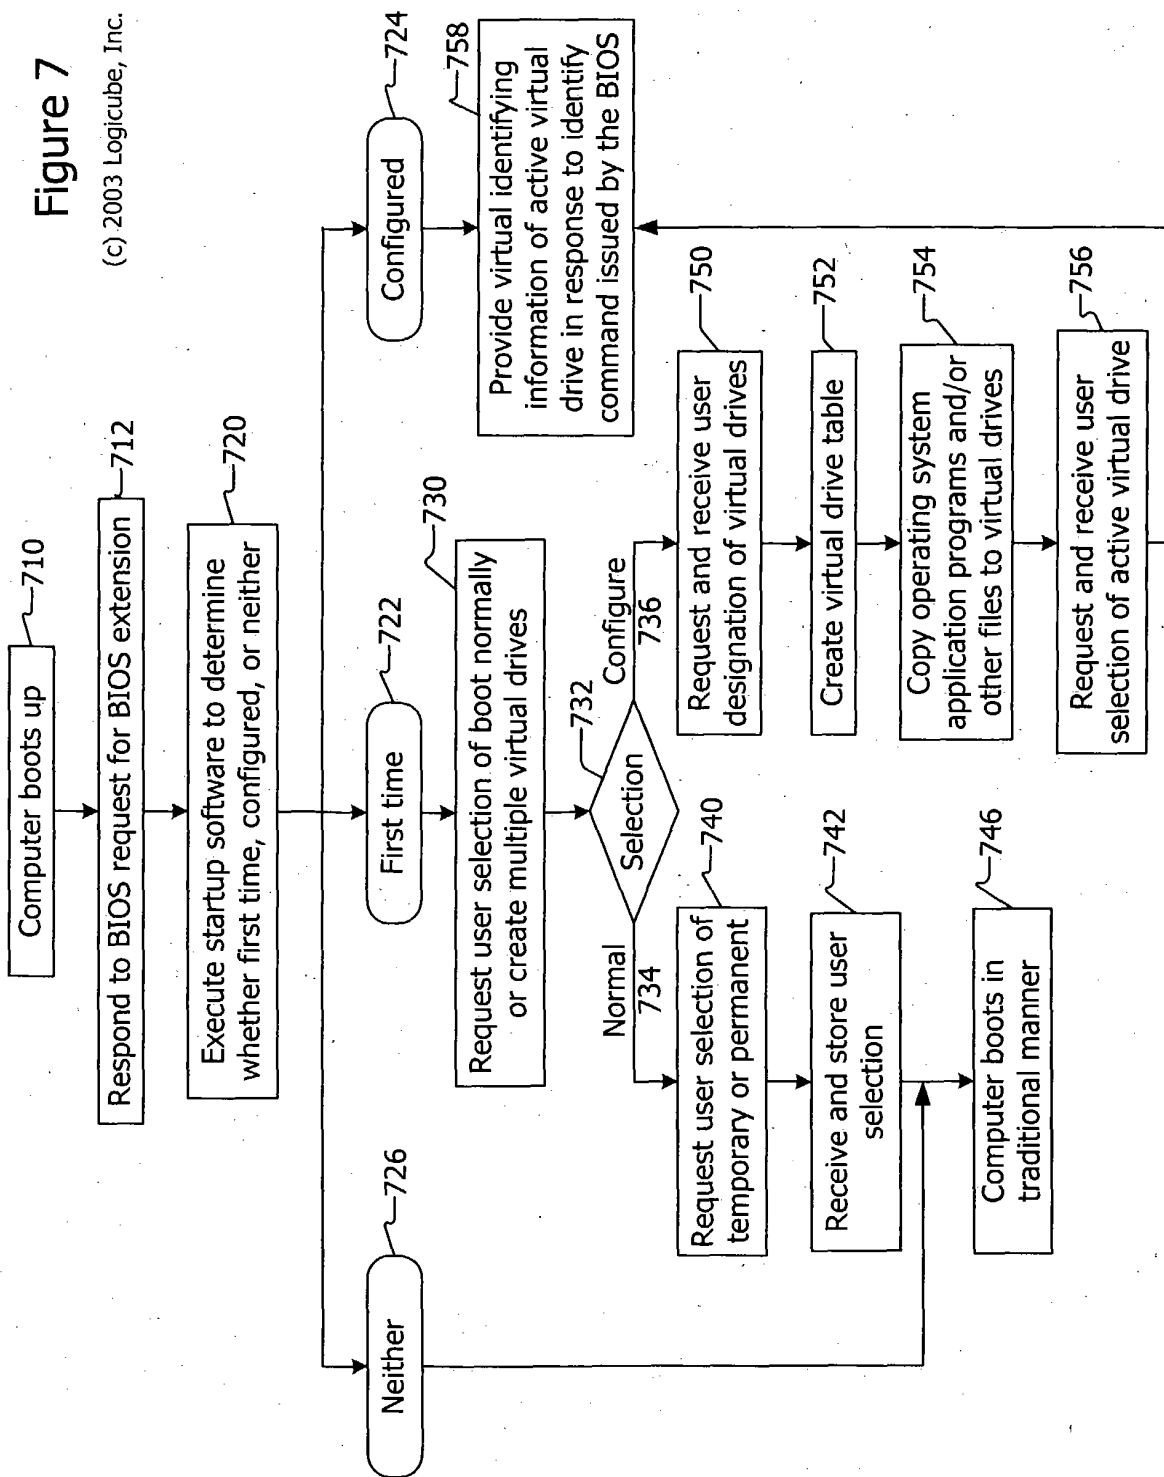 Figure 7
(c) 2003 Logicube, Inc.
Computer boots up
710
Respond to BIOS request for BIOS extension
712
Execute startup software to determine
whether first time, configured, or neither
720
Neither
726
First time
722
Configured
724
Request user selection of boot normally
or create multiple virtual drives
730
Provide virtual identifying
information of active virtual
drive in response to identify
command issued by the BIOS
758
Selection
732
Normal
734
Configure
736
Request user selection of
temporary or permanent
740
Receive and store user
selection
742
Computer boots in
traditional manner
746
Request and receive user
designation of virtual drives
750
Create virtual drive table
752
Copy operating system
application programs and/or
other files to virtual drives
754
Request and receive user
selection of active virtual drive
756